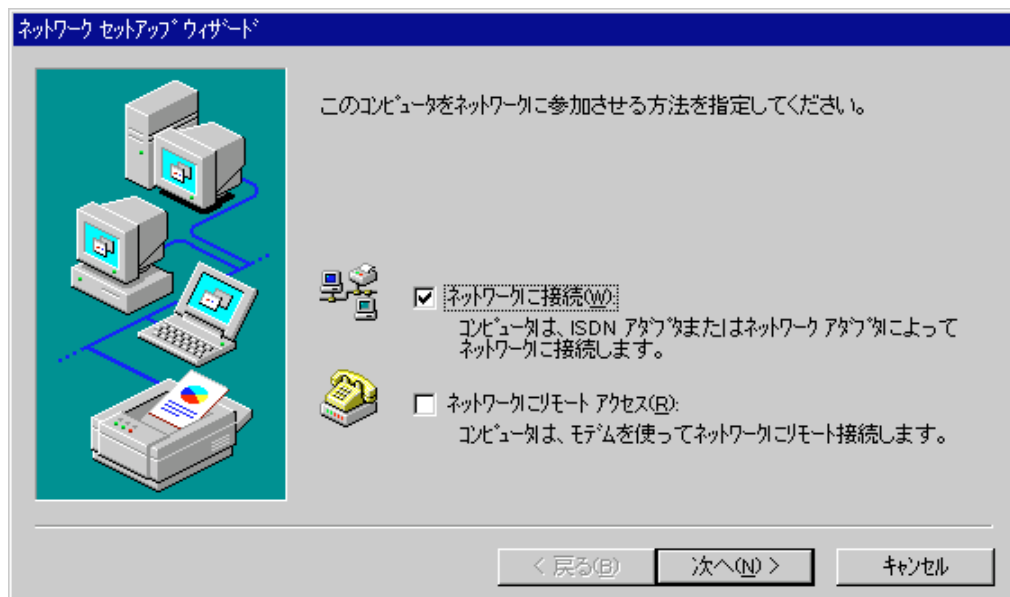 ネットワーク セットアップ ウィザード
このコンピュータをネットワークに参加させる方法を指定してください。
ネットワークに接続(W):
コンピュータは、ISDN アダプタまたはネットワーク アダプタによって
ネットワークに接続します。
ネットワークにリモート アクセス(R):
コンピュータは、モデムを使ってネットワークにリモート接続します。
< 戻る(B)
次へ(N) >
キャンセル